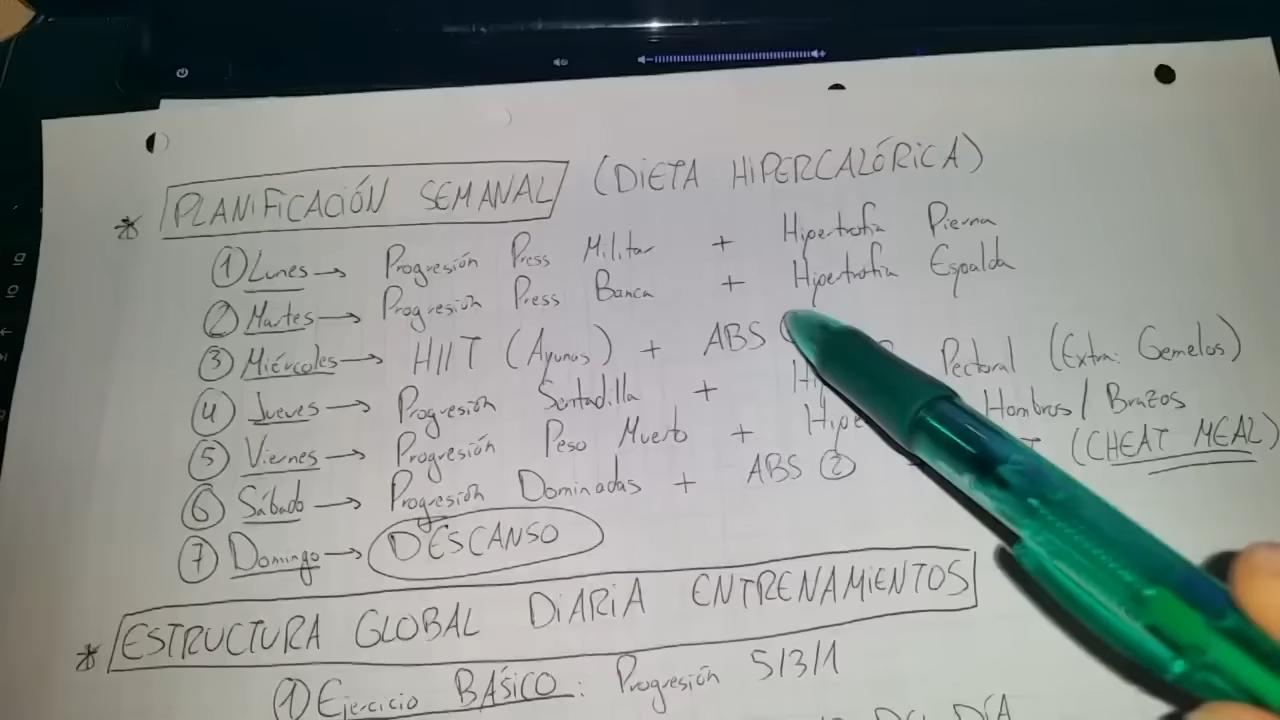 * PLANIFICACIÓN SEMANAL (DIETA HIPERCALÓRICA)
① Lunes → Progresión Press Militar + Hipertrofia Pierna
② Martes → Progresión Press Banca + Hipertrofia Espalda
③ Miércoles → HIIT (Ayunas) + ABS
④ Jueves → Progresión Sentadilla + Pectoral (Extra: Gemelos)
⑤ Viernes → Progresión Peso Muerto + Hombros / Brazos
⑥ Sábado → Progresión Dominadas + ABS ② (CHEAT MEAL)
⑦ Domingo → DESCANSO
* ESTRUCTURA GLOBAL DIARIA ENTRENAMIENTOS
① Ejercicio BÁSICO: Progresión 5/3/1
DEL DÍA